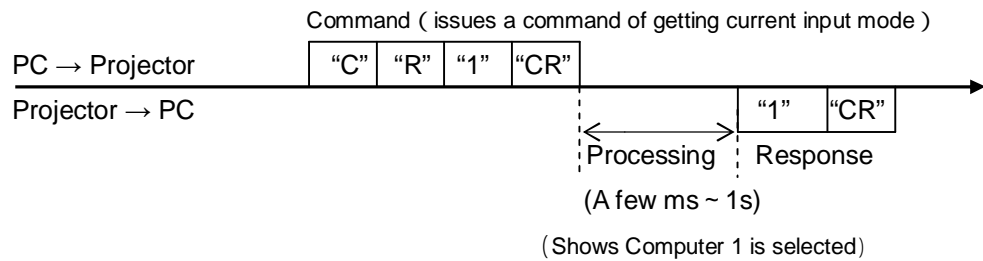 Command ( issues a command of getting current input mode )
PC → Projector
“C” “R” “1” “CR”
Projector → PC
“1” “CR”
Processing Response
(A few ms ~ 1s)
(Shows Computer 1 is selected)